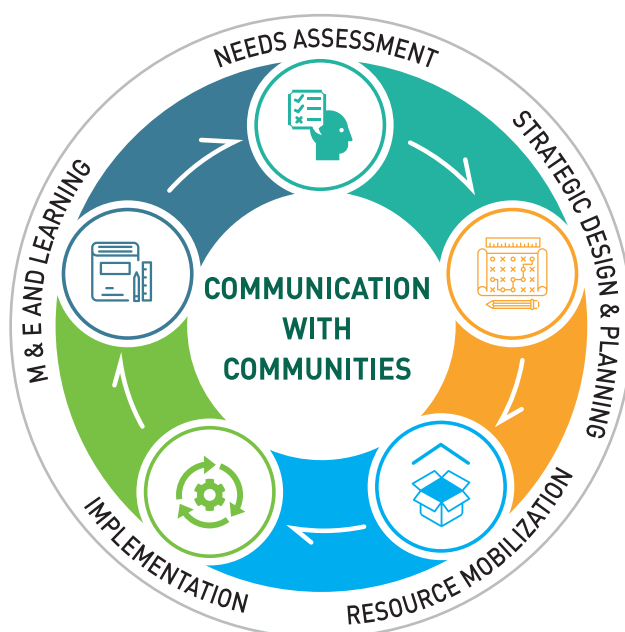 NEEDS ASSESSMENT
STRATEGIC DESIGN & PLANNING
RESOURCE MOBILIZATION
IMPLEMENTATION
M & E AND LEARNING
COMMUNICATION
WITH
COMMUNITIES